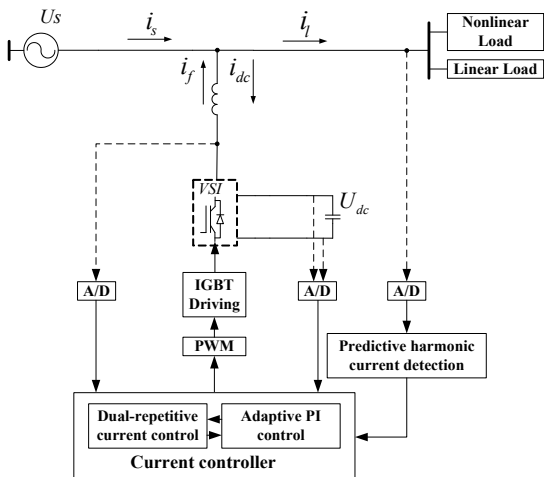 Us
i_s
i_l
Nonlinear
Load
Linear Load
i_f
i_dc
VSI
U_dc
A/D
IGBT
Driving
A/D
A/D
PWM
Predictive harmonic
current detection
Dual-repetitive
current control
Adaptive PI
control
Current controller